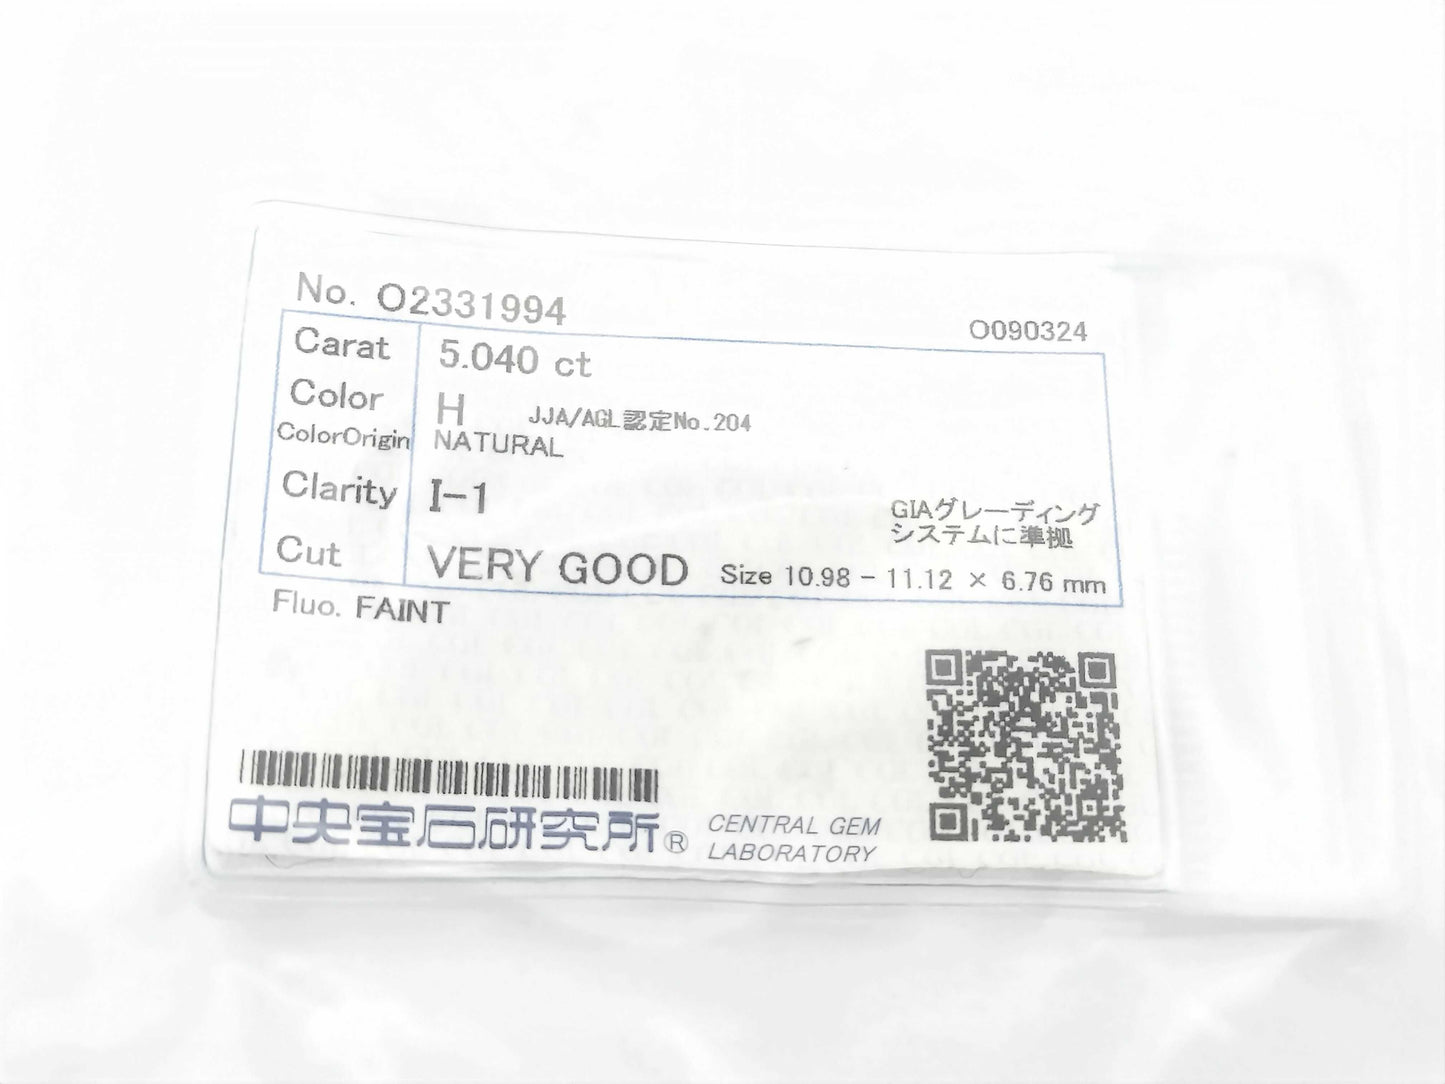 No. O2331994
O090324
Carat 5.040 ct
Color H JJA/AGL認定No.204
ColorOrigin NATURAL
Clarity I-1
GIAグレーディング
システムに準拠
Cut VERY GOOD Size 10.98 - 11.12 × 6.76 mm
Fluo. FAINT
中央宝石研究所®
CENTRAL GEM
LABORATORY